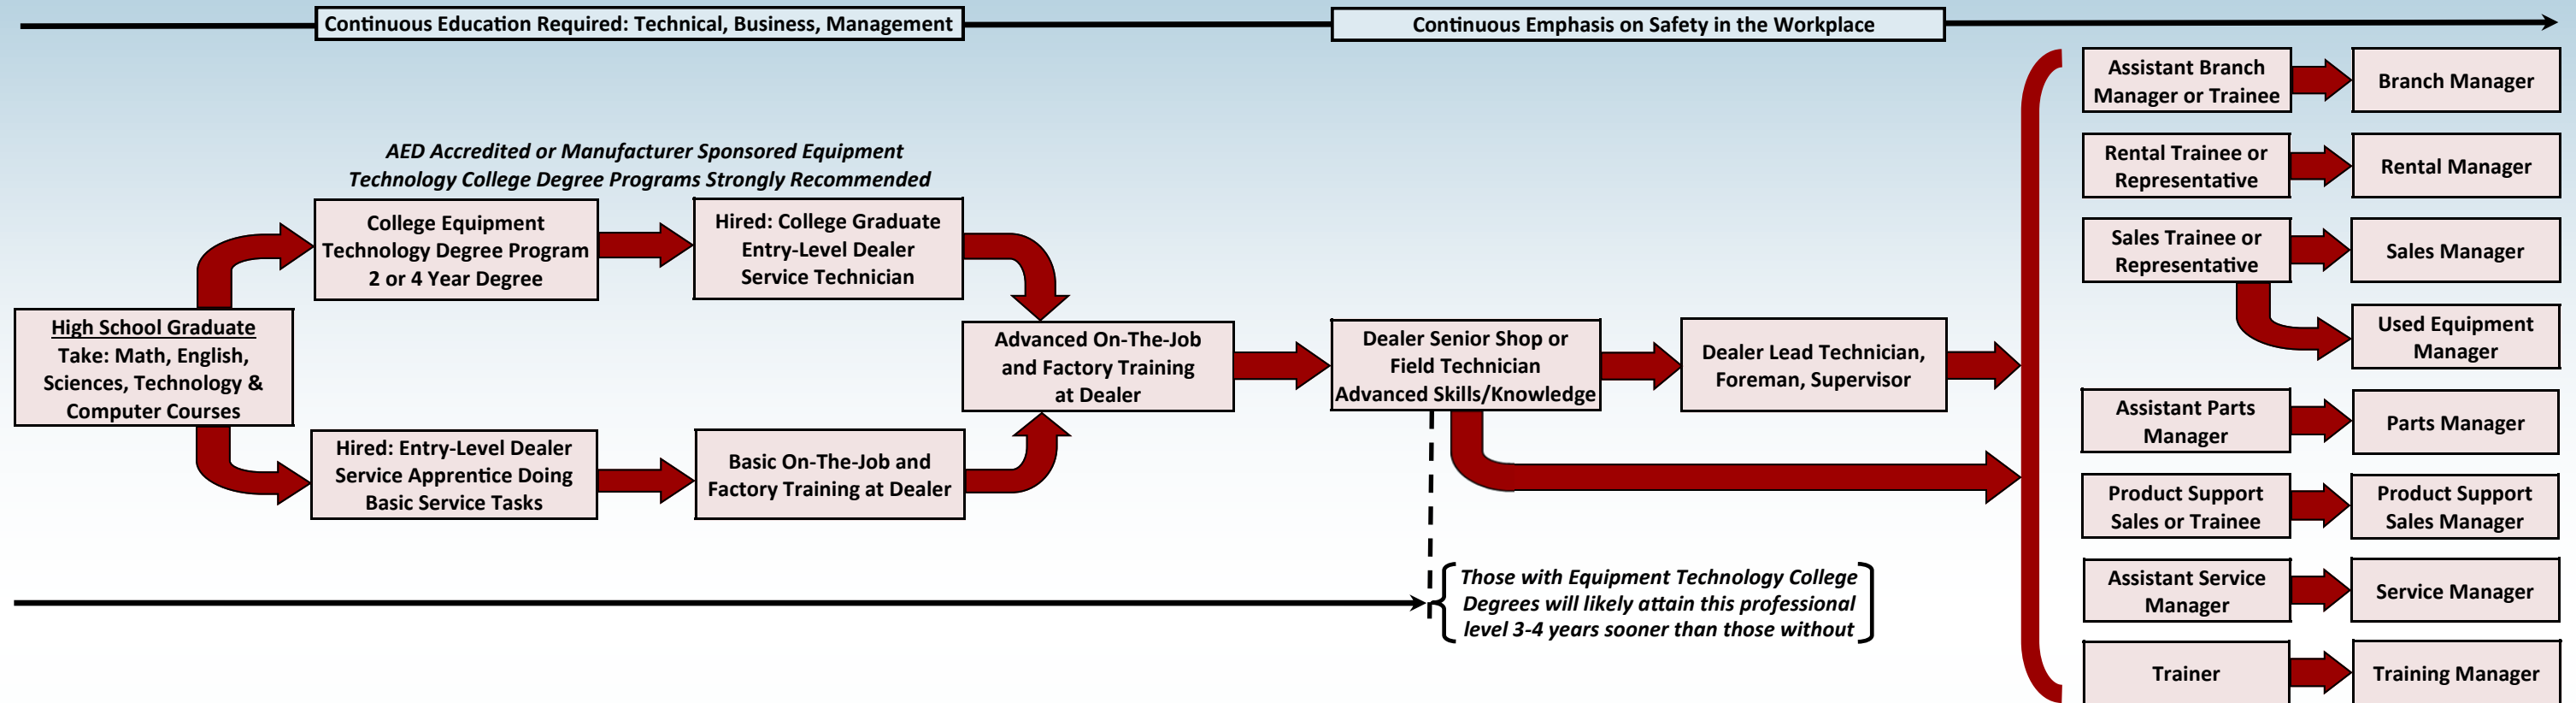 Continuous Education Required: Technical, Business, Management
Continuous Emphasis on Safety in the Workplace
AED Accredited or Manufacturer Sponsored Equipment
Technology College Degree Programs Strongly Recommended
High School Graduate
Take: Math, English,
Sciences, Technology &
Computer Courses
College Equipment
Technology Degree Program
2 or 4 Year Degree
Hired: College Graduate
Entry-Level Dealer
Service Technician
Hired: Entry-Level Dealer
Service Apprentice Doing
Basic Service Tasks
Basic On-The-Job and
Factory Training at Dealer
Advanced On-The-Job
and Factory Training
at Dealer
Dealer Senior Shop or
Field Technician
Advanced Skills/Knowledge
Dealer Lead Technician,
Foreman, Supervisor
Those with Equipment Technology College
Degrees will likely attain this professional
level 3-4 years sooner than those without
Assistant Branch
Manager or Trainee
Branch Manager
Rental Trainee or
Representative
Rental Manager
Sales Trainee or
Representative
Sales Manager
Used Equipment
Manager
Assistant Parts
Manager
Parts Manager
Product Support
Sales or Trainee
Product Support
Sales Manager
Assistant Service
Manager
Service Manager
Trainer
Training Manager